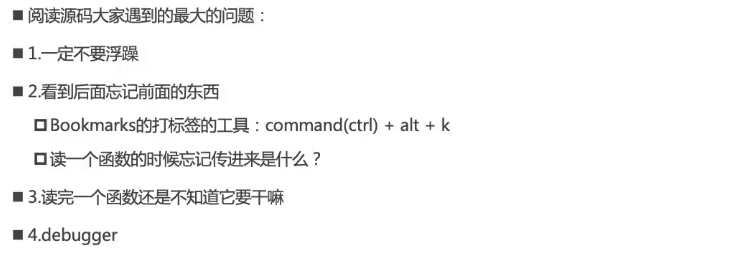 ■ 阅读源码大家遇到的最大的问题：
■ 1.一定不要浮躁
■ 2.看到后面忘记前面的东西
❑ Bookmarks的打标签的工具：command(ctrl) + alt + k
❑ 读一个函数的时候忘记传进来是什么？
■ 3.读完一个函数还是不知道它要干嘛
■ 4.debugger